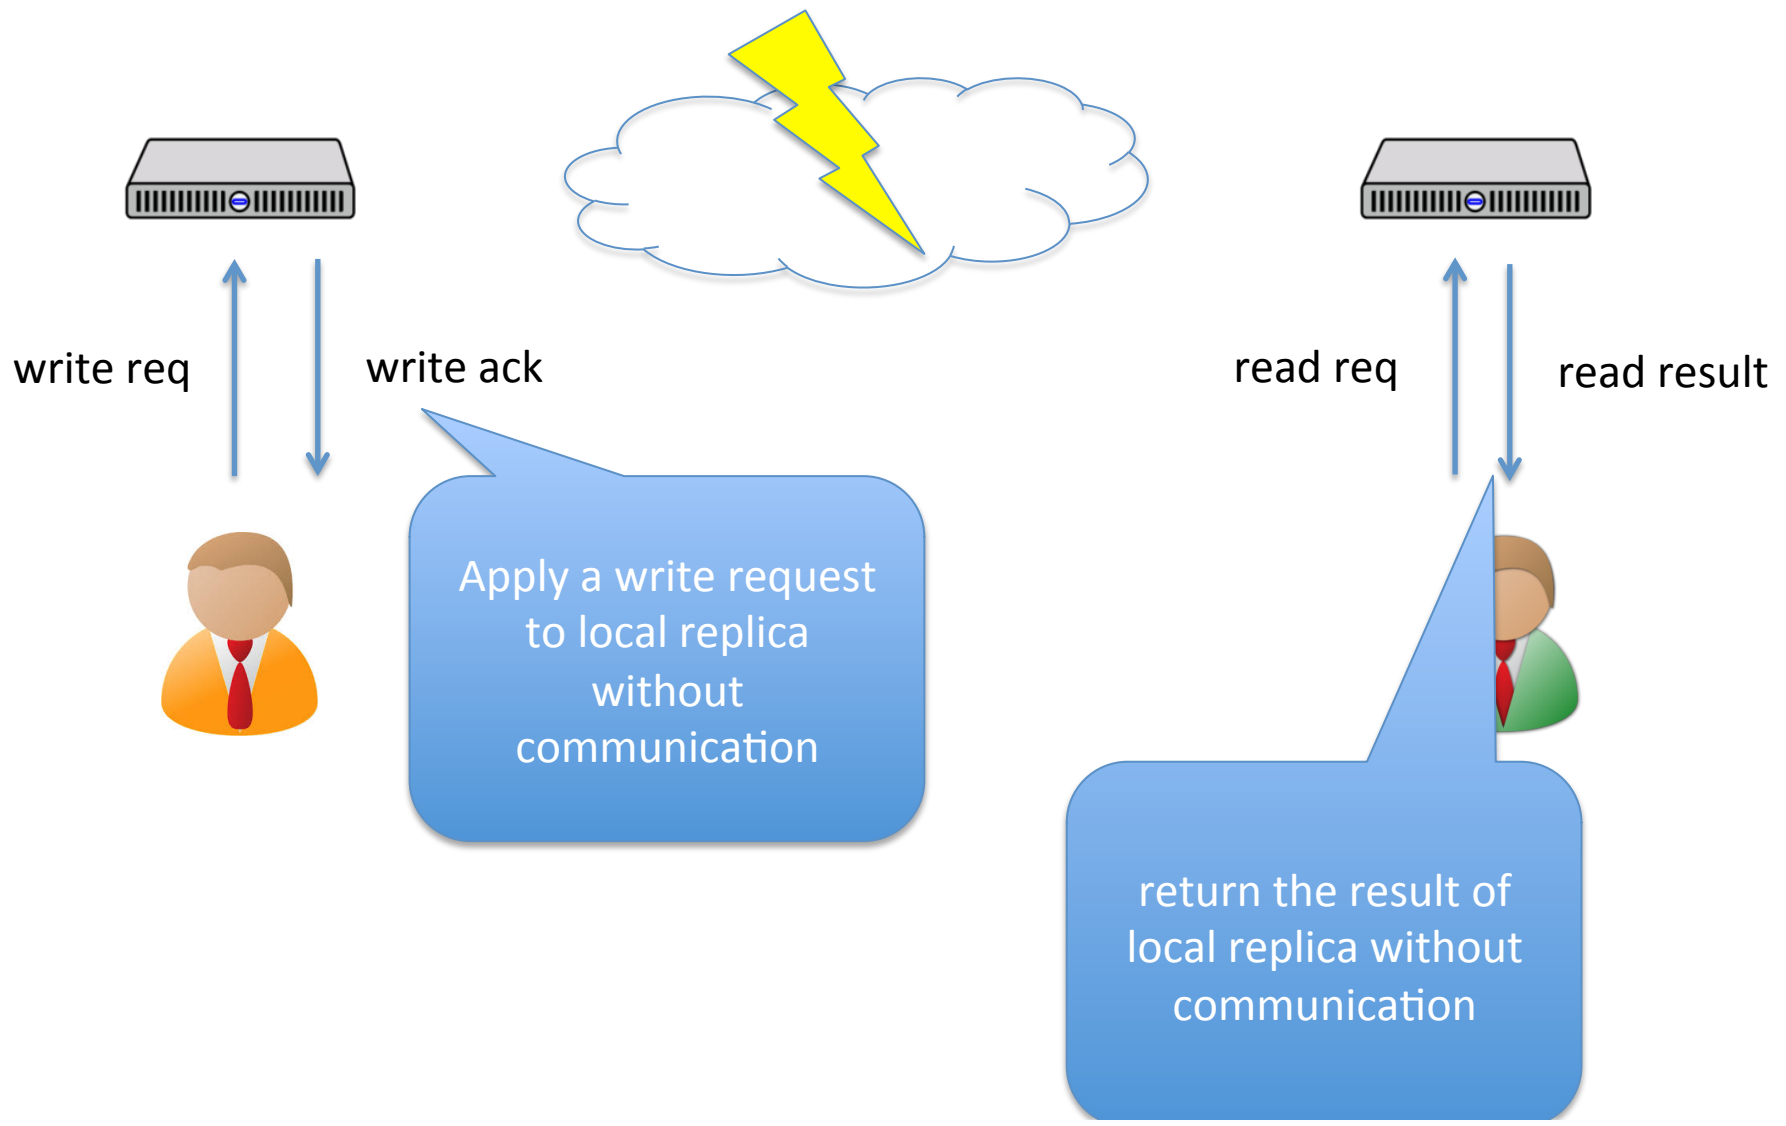 write req
write ack
read req
read result
Apply a write request
to local replica
without
communication
return the result of
local replica without
communication